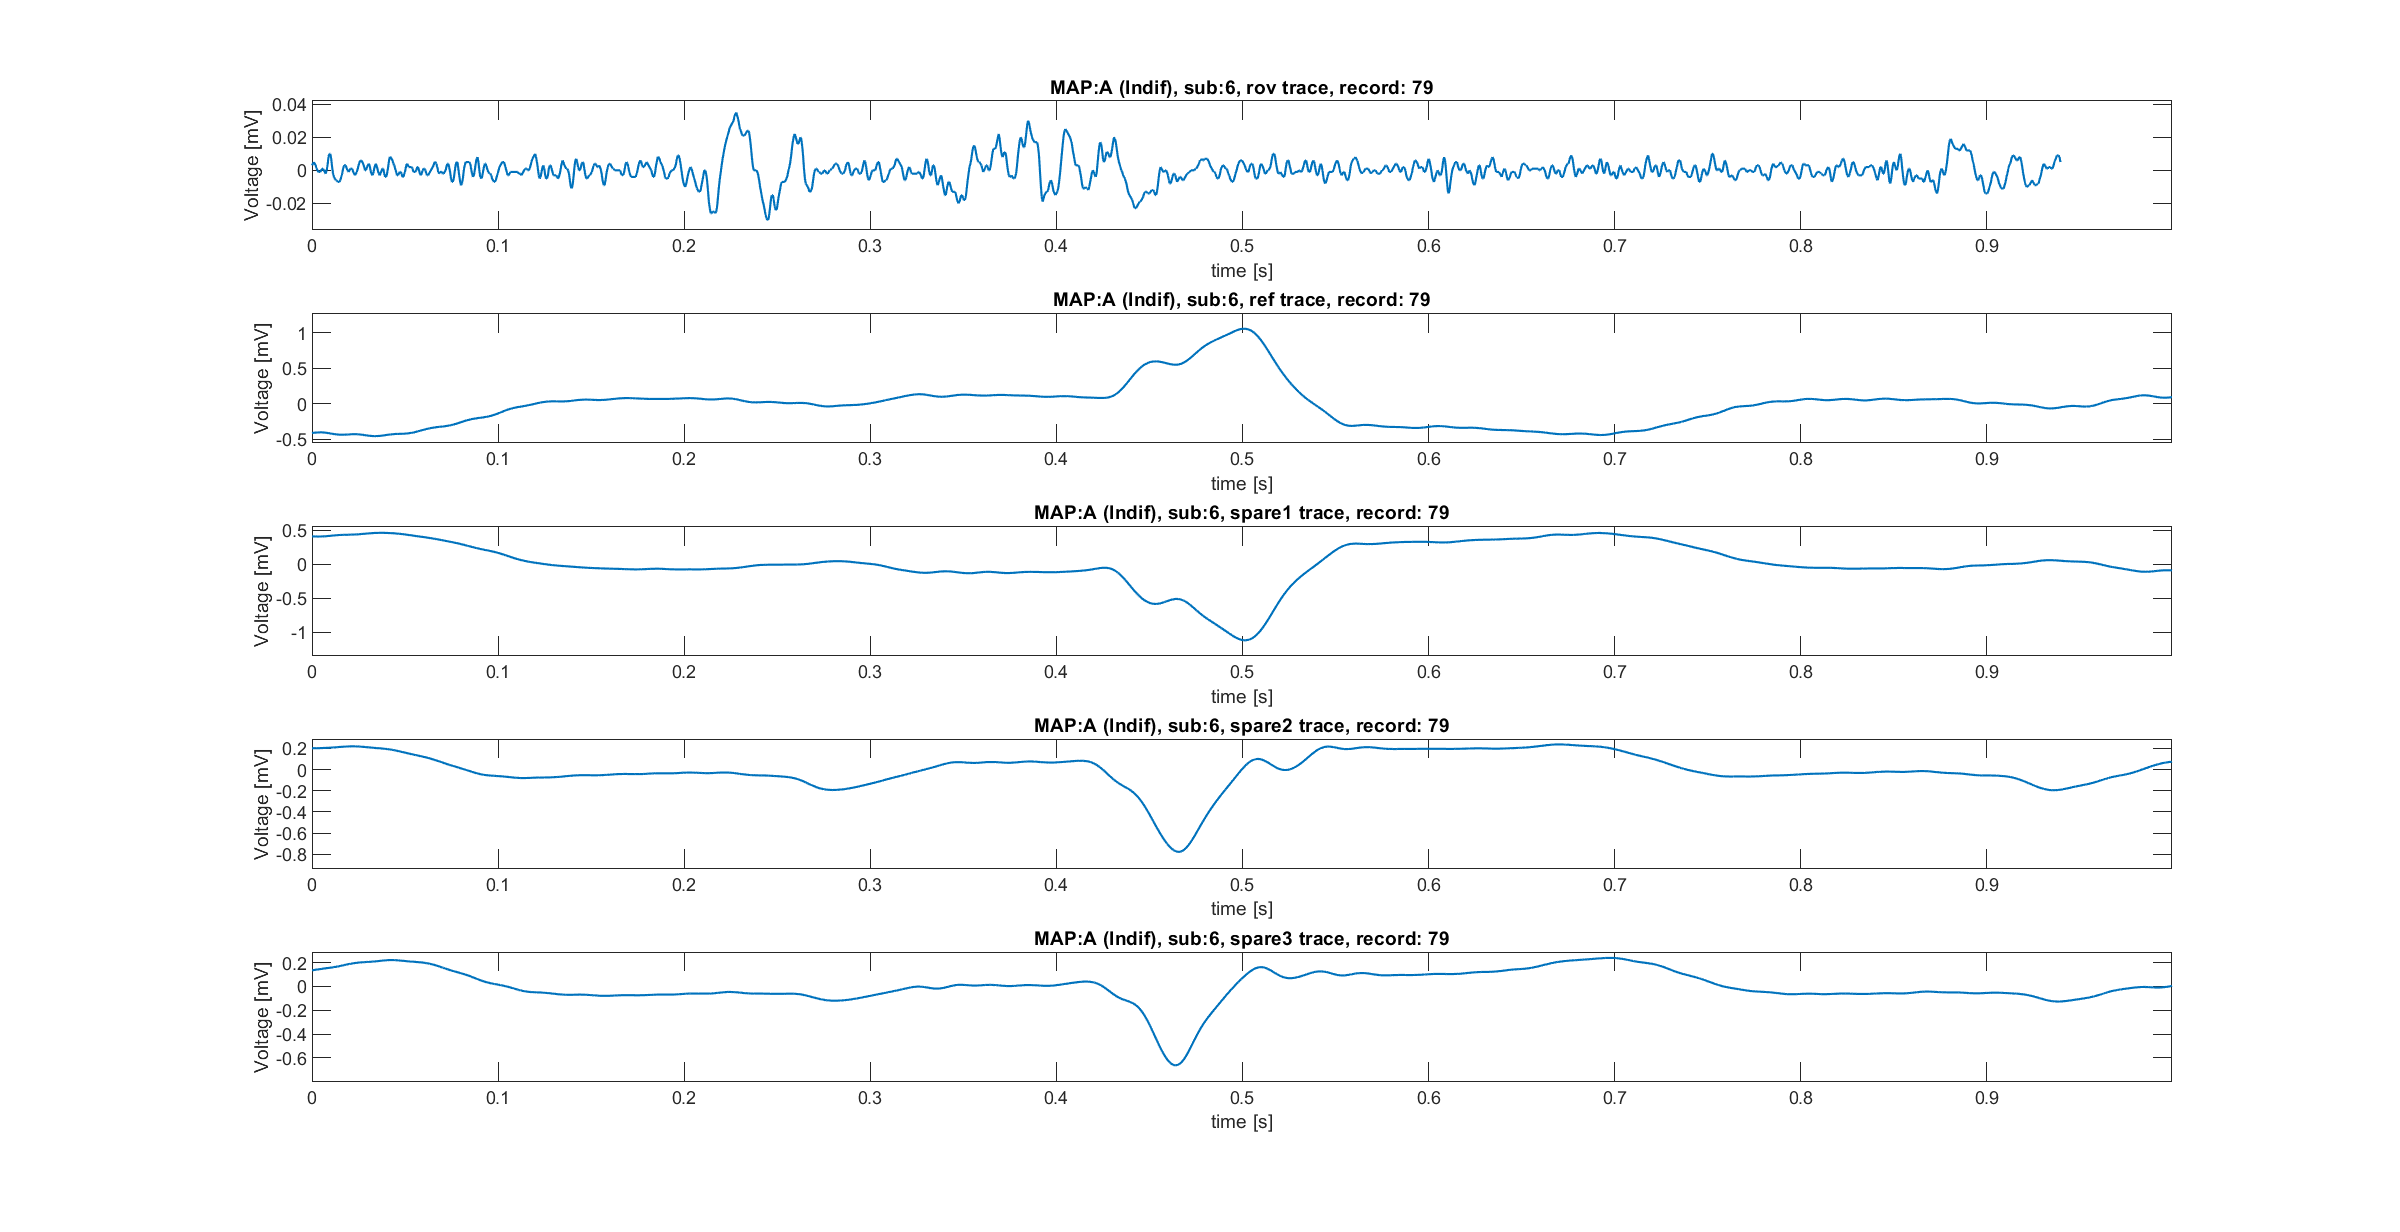 MAP:A (Indif), sub:6, rov trace, record: 79
Voltage [mV]
0.04
0.02
0
-0.02
0 0.1 0.2 0.3 0.4 0.5 0.6 0.7 0.8 0.9
time [s]
MAP:A (Indif), sub:6, ref trace, record: 79
Voltage [mV]
1
0.5
0
-0.5
0 0.1 0.2 0.3 0.4 0.5 0.6 0.7 0.8 0.9
time [s]
MAP:A (Indif), sub:6, spare1 trace, record: 79
Voltage [mV]
0.5
0
-0.5
-1
0 0.1 0.2 0.3 0.4 0.5 0.6 0.7 0.8 0.9
time [s]
MAP:A (Indif), sub:6, spare2 trace, record: 79
Voltage [mV]
0.2
0
-0.2
-0.4
-0.6
-0.8
0 0.1 0.2 0.3 0.4 0.5 0.6 0.7 0.8 0.9
time [s]
MAP:A (Indif), sub:6, spare3 trace, record: 79
Voltage [mV]
0.2
0
-0.2
-0.4
-0.6
0 0.1 0.2 0.3 0.4 0.5 0.6 0.7 0.8 0.9
time [s]